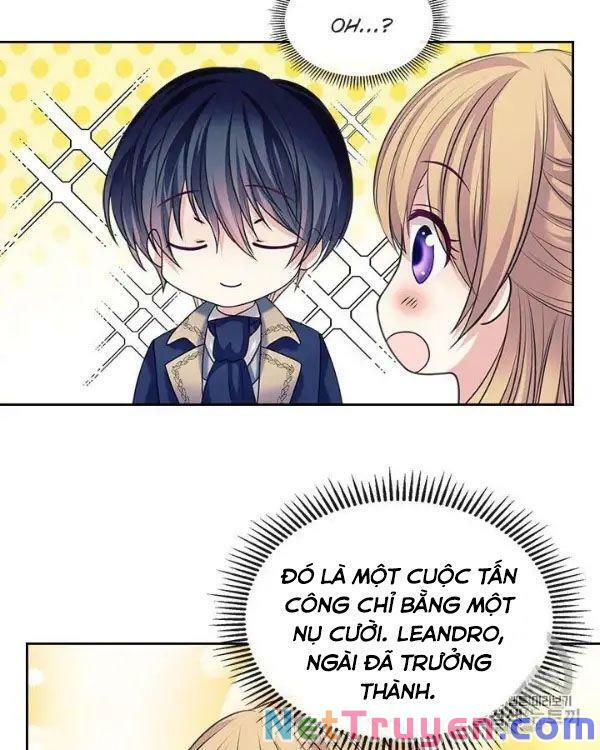 OH...?
ĐÓ LÀ MỘT CUỘC TẤN
CÔNG CHỈ BẰNG MỘT
NỤ CƯỜI. LEANDRO,
NGÀI ĐÃ TRƯỞNG
THÀNH.
NetTruyen.com